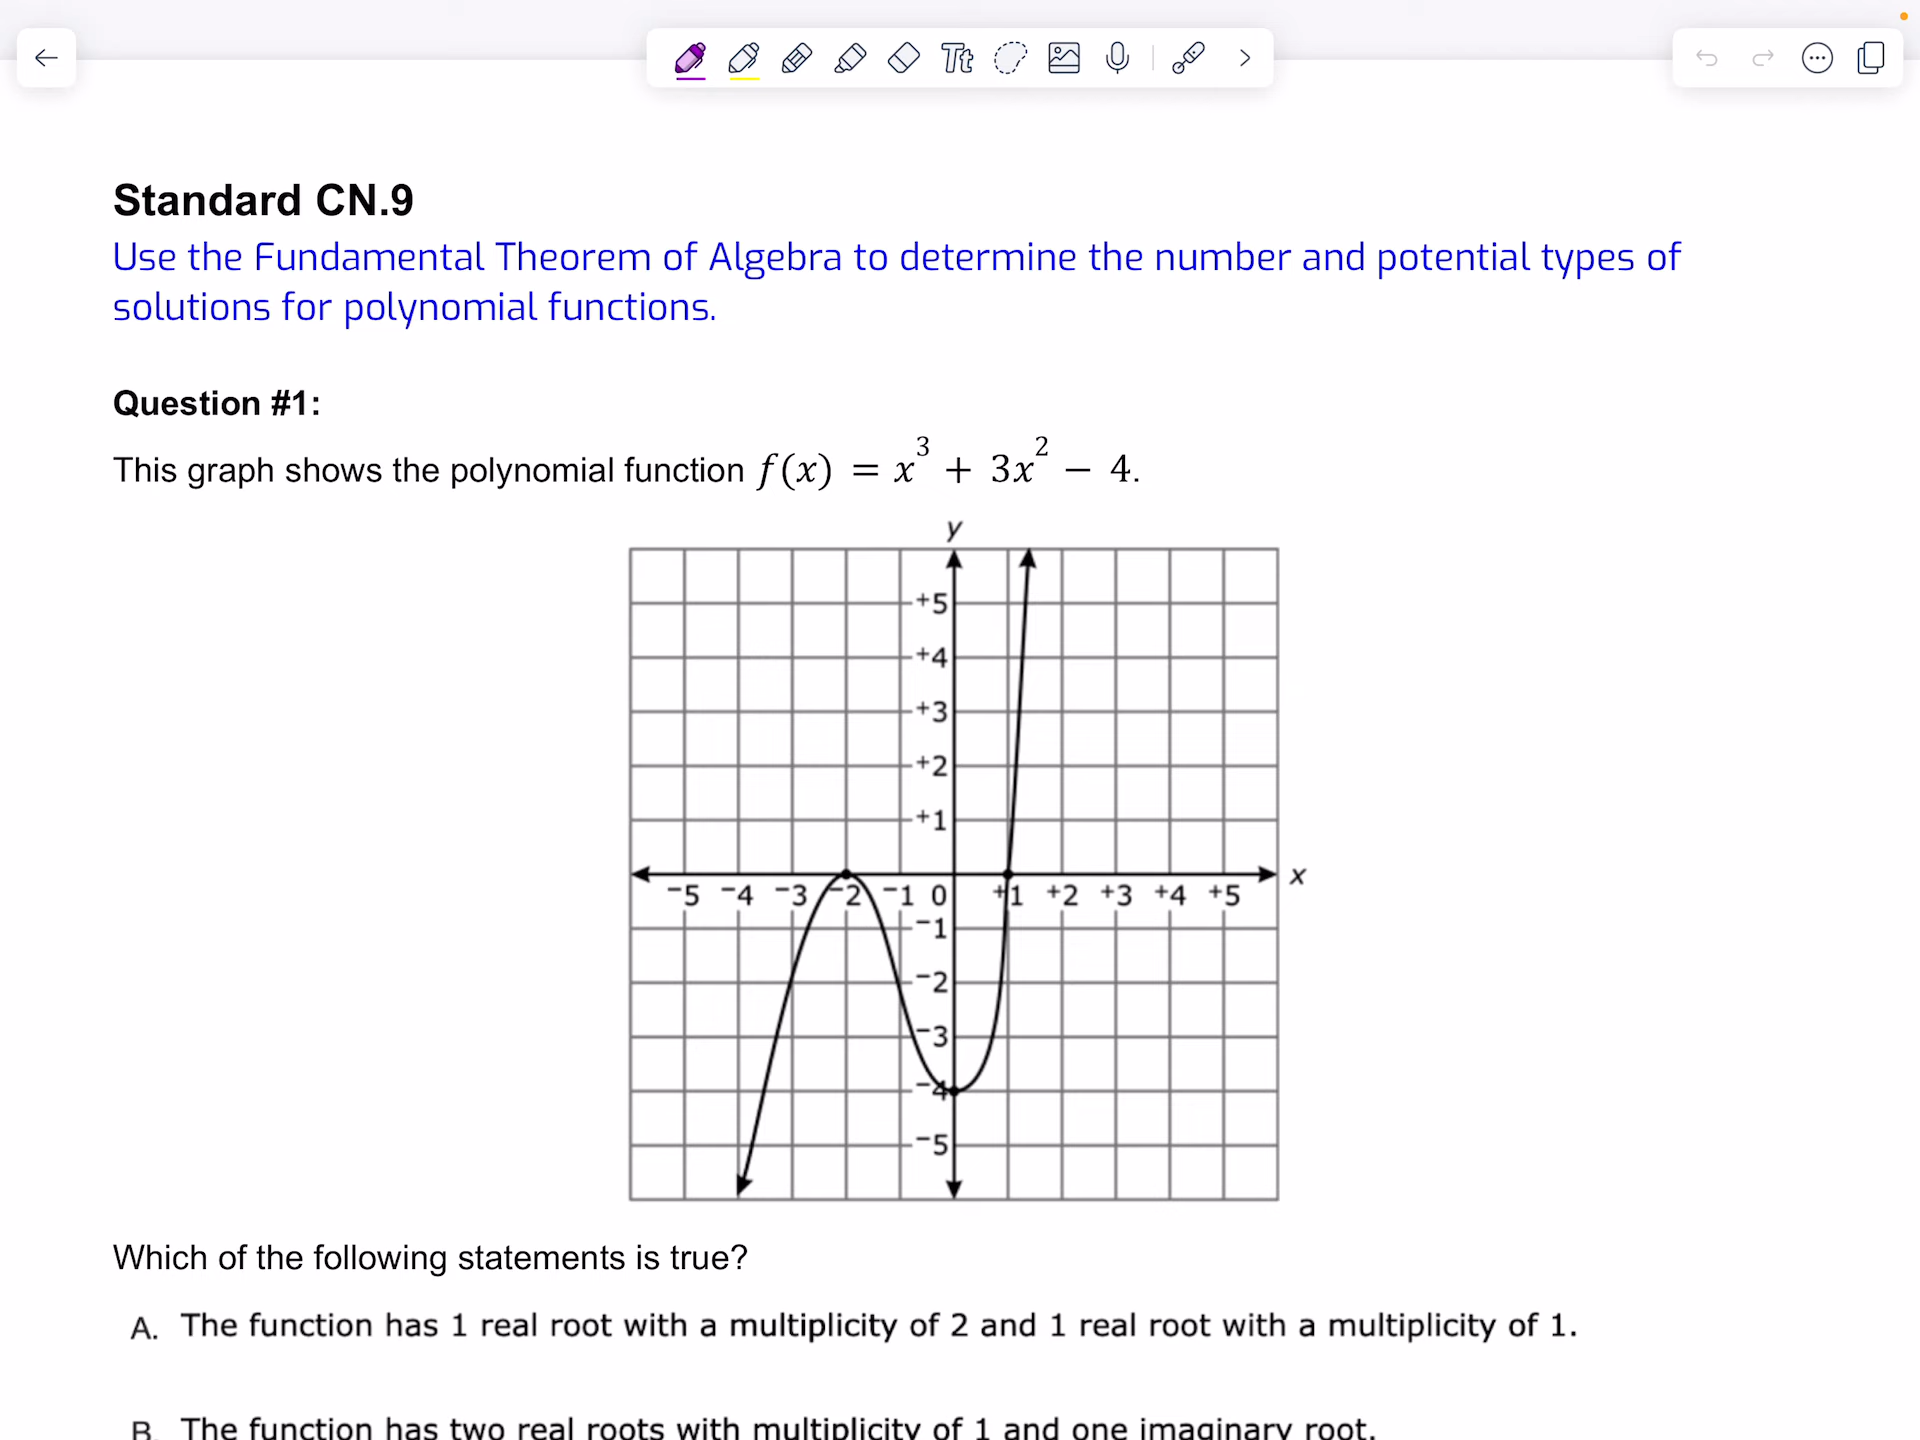 Tt
Standard CN.9
Use the Fundamental Theorem of Algebra to determine the number and potential types of
solutions for polynomial functions.
Question #1:
This graph shows the polynomial function f(x) = x³ + 3x² − 4.
y
+5
+4
+3
+2
+1
x
−5 −4 −3 −2 −1 0 +1 +2 +3 +4 +5
−1
−2
−3
−4
−5
Which of the following statements is true?
A. The function has 1 real root with a multiplicity of 2 and 1 real root with a multiplicity of 1.
B. The function has two real roots with multiplicity of 1 and one imaginary root.